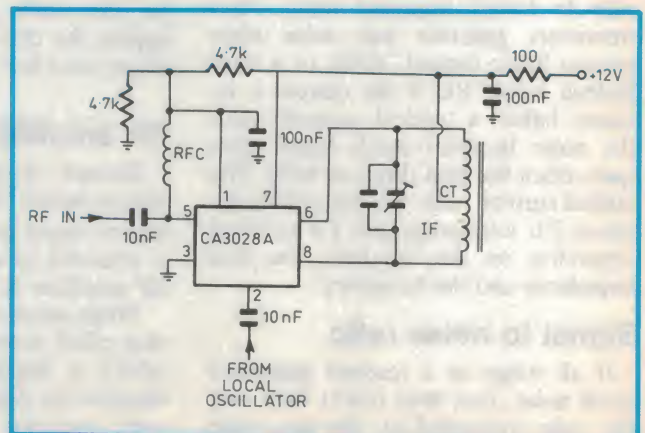 4·7k
100
+12V
4·7k
100nF
100nF
RFC
CT
1
7
6
IF
RF IN
5
CA3028A
10nF
3
8
2
10nF
FROM
LOCAL
OSCILLATOR
Signal to noise ratio